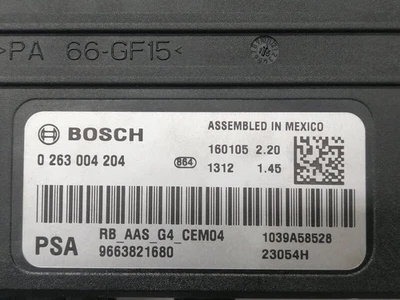 >PA 66-GF15<
BOSCH
ASSEMBLED IN MEXICO
0 263 004 204
864
160105 2.20
1312 1.45
PSA
RB_AAS_G4_CEM04
9663821680
1039A58528
23054H